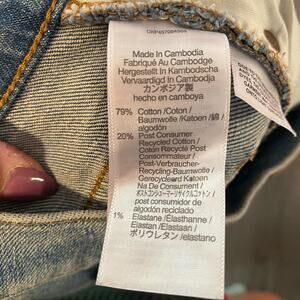 Made In Cambodia
Fabriqué Au Cambodge
Hergestellt In Kambodscha
Vervaardigd In Cambodja
カンボジア製
hecho en camboya
79% Cotton /Coton/
Baumwolle /Katoen /綿/
algodón
20% Post Consumer
Recycled Cotton /
Coton Recyclé Post
Consommateur/
Post-Verbraucher-
Recycling-Baumwolle/
Gerecycleerd Katoen
Na De Consument /
ポストコンシューマーリサイクルコットン /
post consumidor de
algodón reciclado
1% Elastane /Élasthanne /
Elastan /Elastaan /
ポリウレタン /elastano